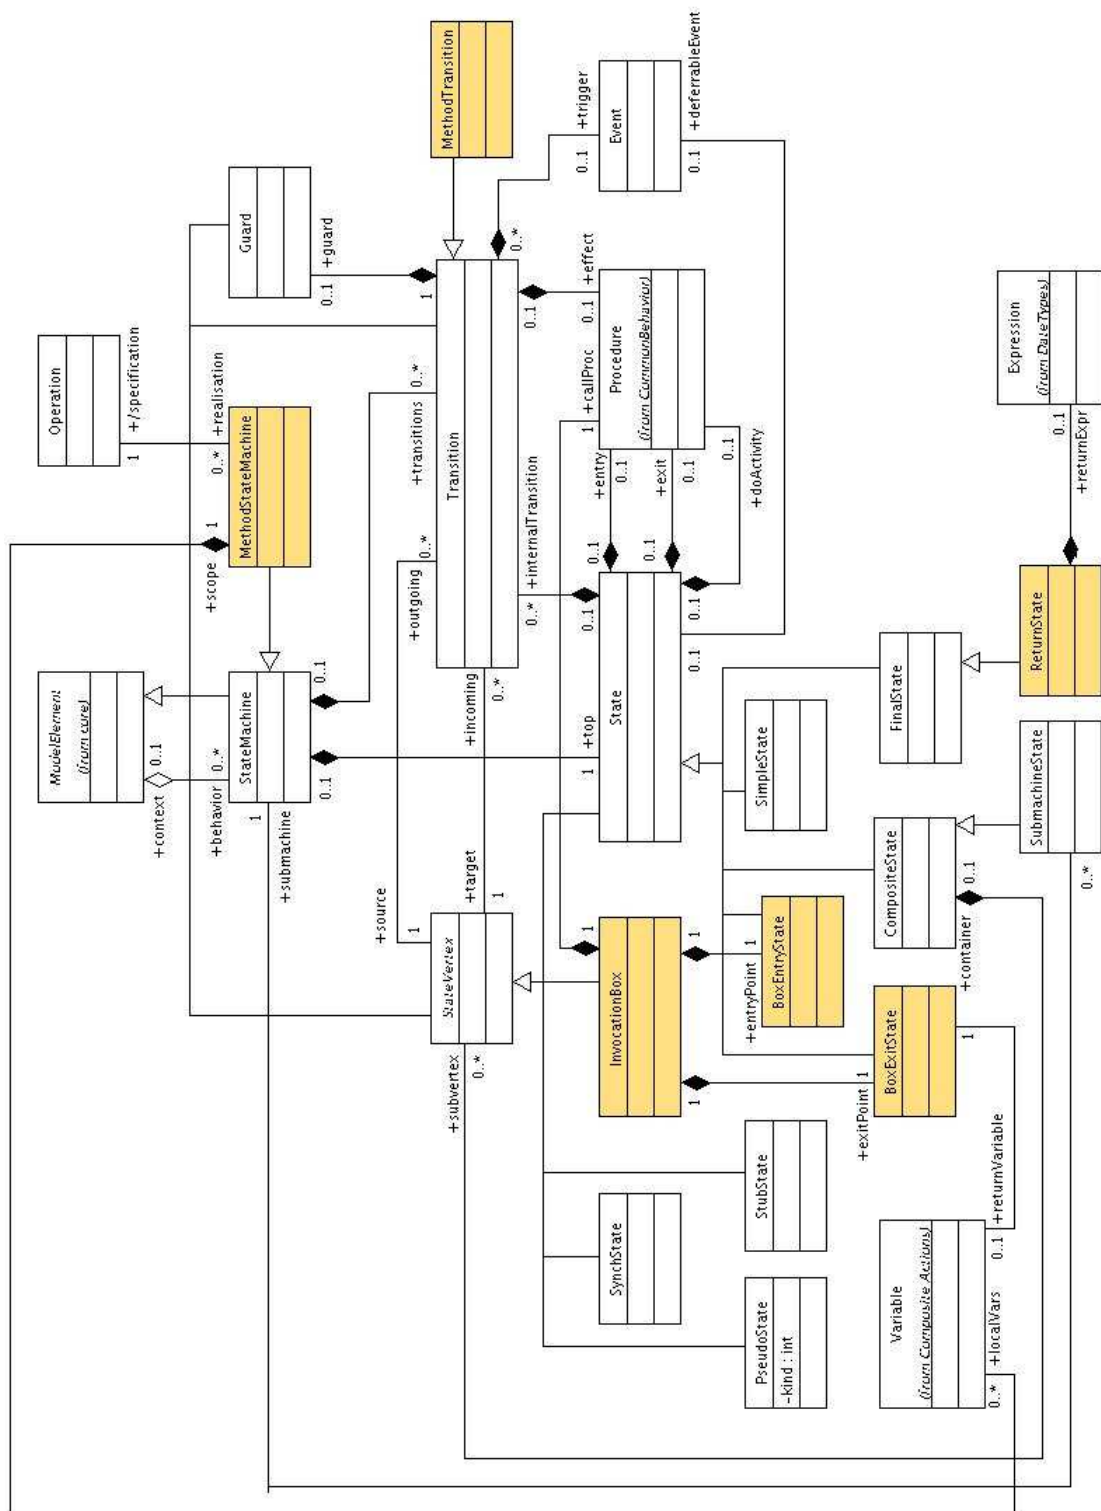 ModelElement
(from core)
Operation
1
+/specification
+context
0..1
+behavior
0..*
+scope
1
0..*
+realisation
StateMachine
MethodStateMachine
Guard
1
+submachine
0..1
0..1
0..1
+guard
+source
1
+outgoing
0..*
+transitions
0..*
1
StateVertex
Transition
MethodTransition
+subvertex
0..*
+target
1
+incoming
0..*
0..*
+internalTransition
0..1
0..*
1
+top
0..1
0..1
+entry
0..1
+effect
1
+callProc
0..1
+trigger
SynchState
InvocationBox
State
Procedure
(from CommonBehavior)
Event
0..1
+exit
0..1
0..1
0..1
0..1
+deferrableEvent
1
1
0..1
+doActivity
+entryPoint
1
PseudoState
-kind : int
StubState
BoxEntryState
SimpleState
+exitPoint
1
Variable
(from Composite Actions)
BoxExitState
CompositeState
FinalState
+container
0..1
1
0..*
+localVars
0..1
+returnVariable
Expression
(from DateTypes)
SubmachineState
ReturnState
0..*
0..1
+returnExpr